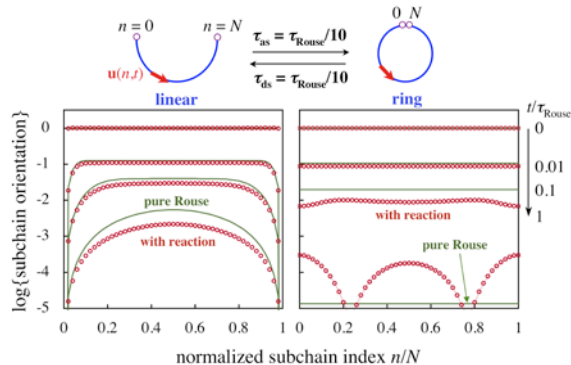 n = 0 n = N
u(n,t)
linear
τas = τRouse/10
τds = τRouse/10
0 N
ring
t/τRouse
log{subchain orientation}
0
-1
-2
-3
-4
-5
pure Rouse
with reaction
0 0.2 0.4 0.6 0.8 1
0
0.01
0.1
1
with reaction
pure Rouse
0.2 0.4 0.6 0.8 1
normalized subchain index n/N